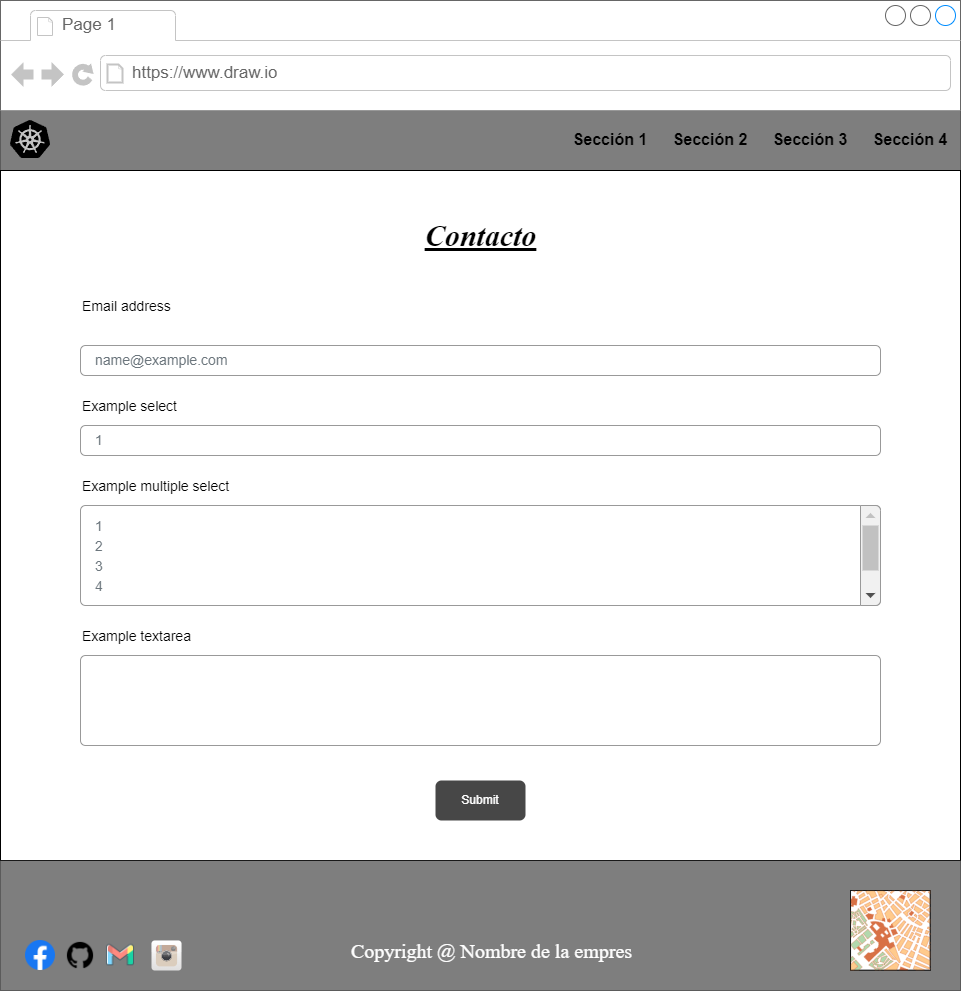 Page 1
https://www.draw.io
Sección 1 Sección 2 Sección 3 Sección 4
Contacto
Email address
name@example.com
Example select
1
Example multiple select
1
2
3
4
Example textarea
Submit
Copyright @ Nombre de la empres